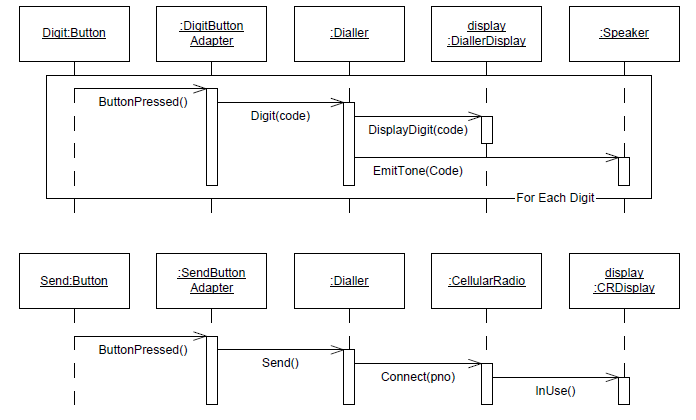 Digit:Button
:DigitButton
Adapter
:Dialler
display
:DiallerDisplay
:Speaker
ButtonPressed()
Digit(code)
DisplayDigit(code)
EmitTone(Code)
For Each Digit
Send:Button
:SendButton
Adapter
:Dialler
:CellularRadio
display
:CRDisplay
ButtonPressed()
Send()
Connect(pno)
InUse()